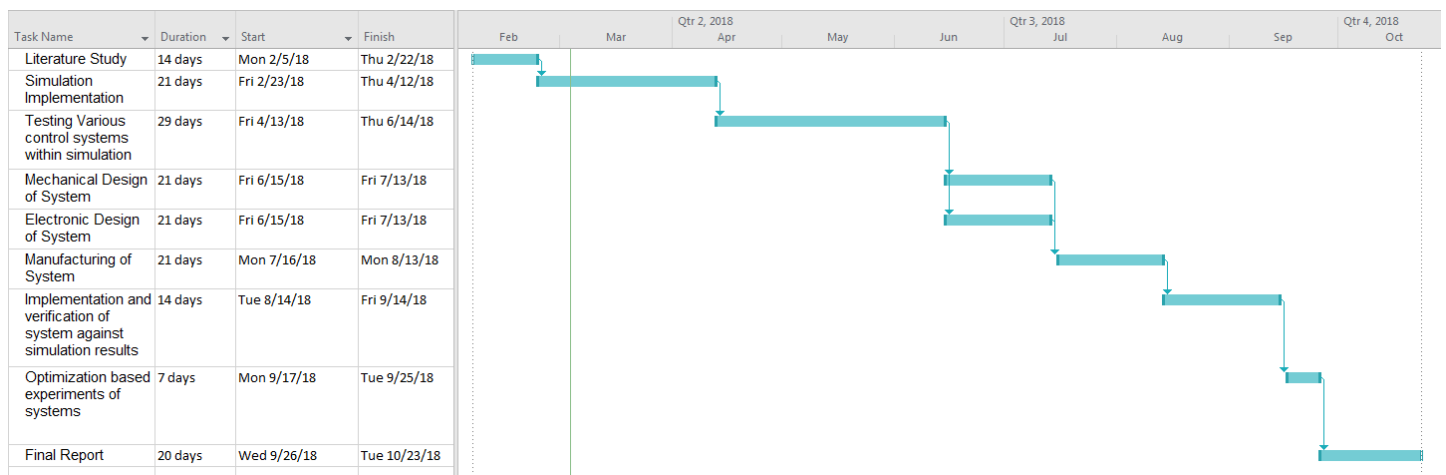 Qtr 2, 2018 Qtr 3, 2018 Qtr 4, 2018
Task Name Duration Start Finish Feb Mar Apr May Jun Jul Aug Sep Oct
Literature Study 14 days Mon 2/5/18 Thu 2/22/18
Simulation 21 days Fri 2/23/18 Thu 4/12/18
Implementation
Testing Various 29 days Fri 4/13/18 Thu 6/14/18
control systems
within simulation
Mechanical Design 21 days Fri 6/15/18 Fri 7/13/18
of System
Electronic Design 21 days Fri 6/15/18 Fri 7/13/18
of System
Manufacturing of 21 days Mon 7/16/18 Mon 8/13/18
System
Implementation and 14 days Tue 8/14/18 Fri 9/14/18
verification of
system against
simulation results
Optimization based 7 days Mon 9/17/18 Tue 9/25/18
experiments of
systems
Final Report 20 days Wed 9/26/18 Tue 10/23/18